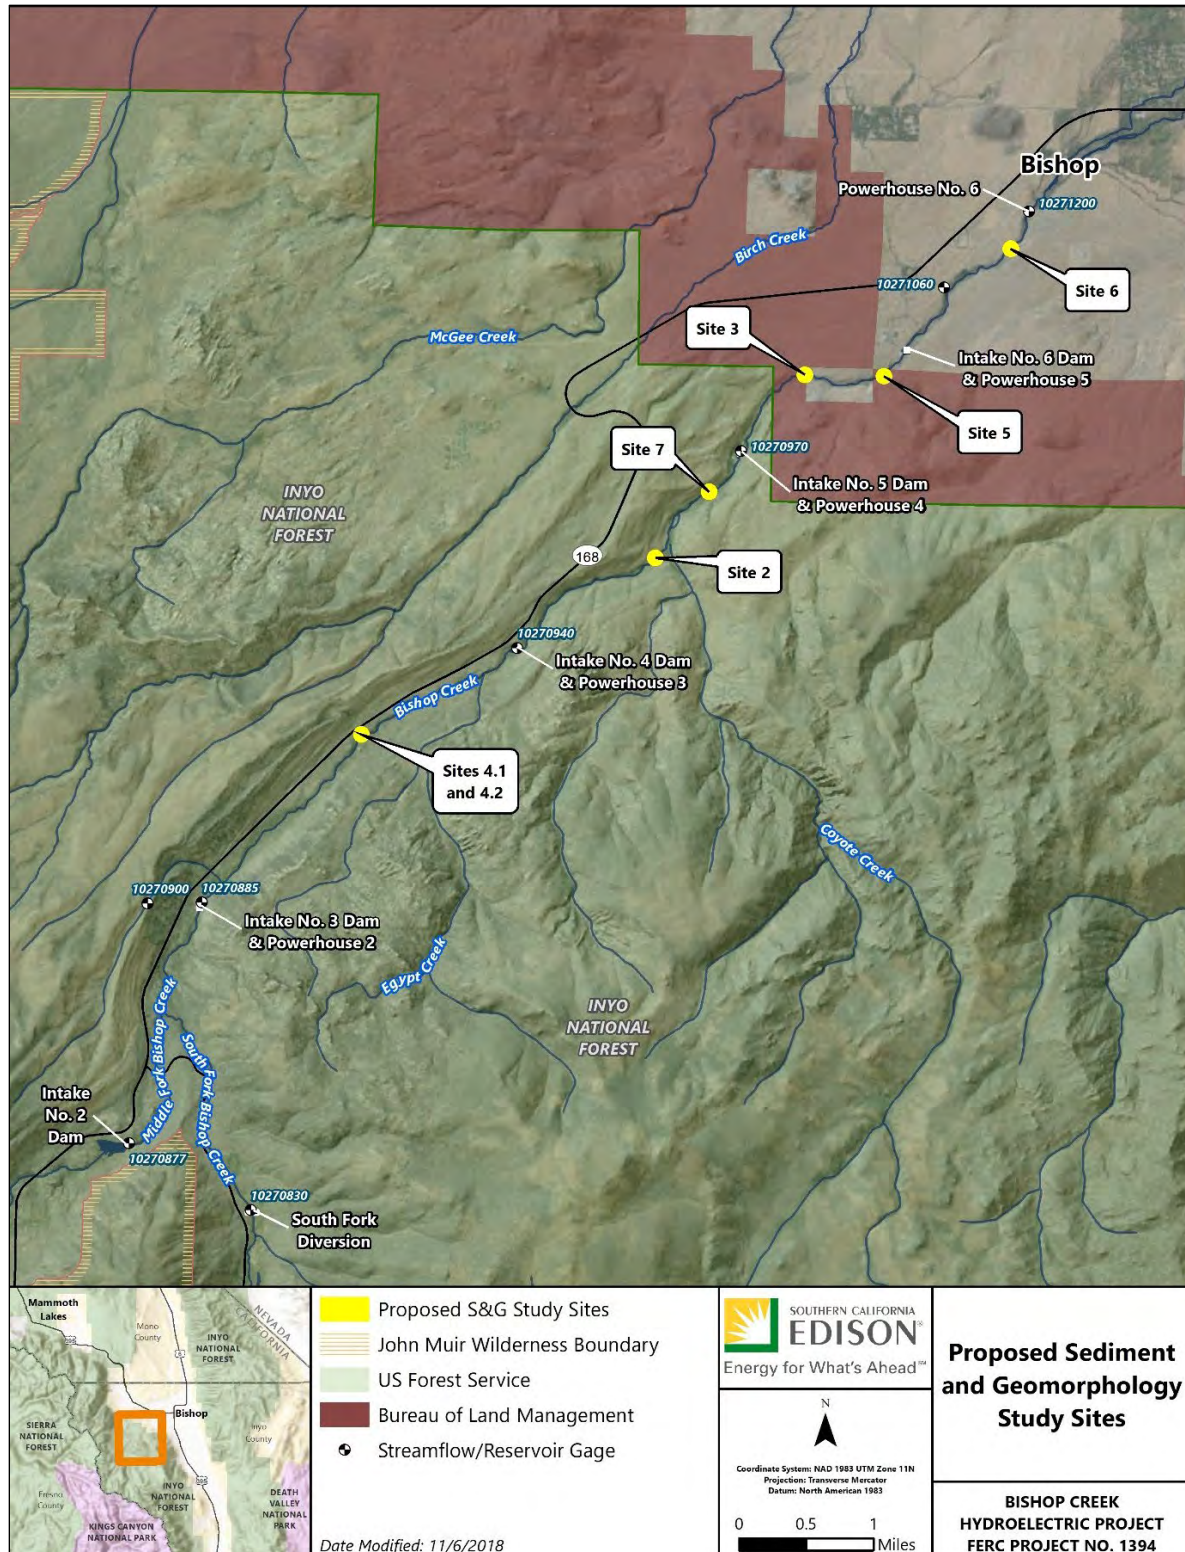 Bishop
Powerhouse No. 6
10271200
Birch Creek
10271060
Site 6
McGee Creek
Site 3
Intake No. 6 Dam
& Powerhouse 5
Site 5
Site 7
10270970
Intake No. 5 Dam
& Powerhouse 4
INYO
NATIONAL
FOREST
168
Site 2
10270940
Intake No. 4 Dam
& Powerhouse 3
Bishop Creek
Sites 4.1
and 4.2
Coyote Creek
10270900
10270885
Intake No. 3 Dam
& Powerhouse 2
Egypt Creek
INYO
NATIONAL
FOREST
Middle Fork Bishop Creek
South Fork Bishop Creek
Intake
No. 2
Dam
10270877
10270830
South Fork
Diversion
Mammoth
Lakes
Mono
County
NEVADA
CALIFORNIA
INYO
NATIONAL
FOREST
395
6
Bishop
SIERRA
NATIONAL
FOREST
Inyo
County
395
Fresno
County
INYO
NATIONAL
FOREST
DEATH
VALLEY
NATIONAL
PARK
KINGS CANYON
NATIONAL PARK
Proposed S&G Study Sites
John Muir Wilderness Boundary
US Forest Service
Bureau of Land Management
Streamflow/Reservoir Gage
Date Modified: 11/6/2018
SOUTHERN CALIFORNIA
EDISON®
Energy for What's Ahead℠
N
Coordinate System: NAD 1983 UTM Zone 11N
Projection: Transverse Mercator
Datum: North American 1983
0 0.5 1
Miles
Proposed Sediment
and Geomorphology
Study Sites
BISHOP CREEK
HYDROELECTRIC PROJECT
FERC PROJECT NO. 1394